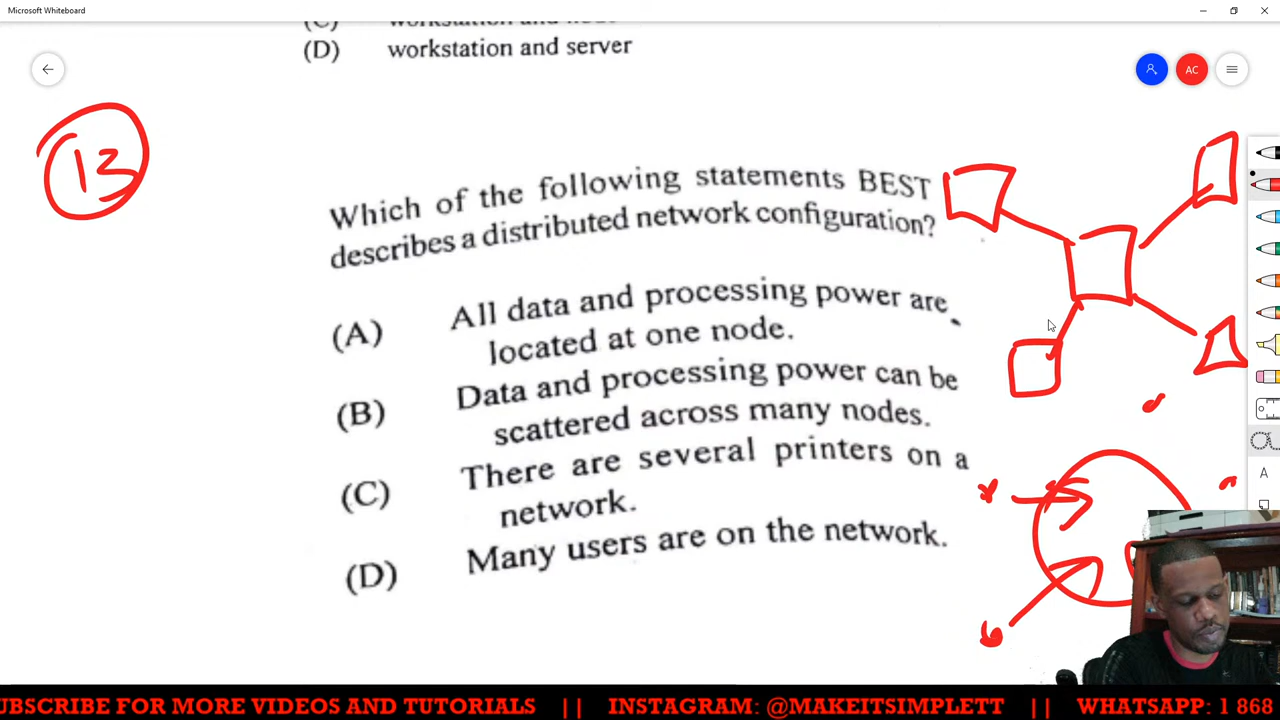 Microsoft Whiteboard
(D) workstation and server
AC
13
Which of the following statements BEST
describes a distributed network configuration?
(A) All data and processing power are
located at one node.
(B) Data and processing power can be
scattered across many nodes.
(C) There are several printers on a
network.
(D) Many users are on the network.
A
UBSCRIBE FOR MORE VIDEOS AND TUTORIALS || INSTAGRAM: @MAKEITSIMPLETT || WHATSAPP: 1 868